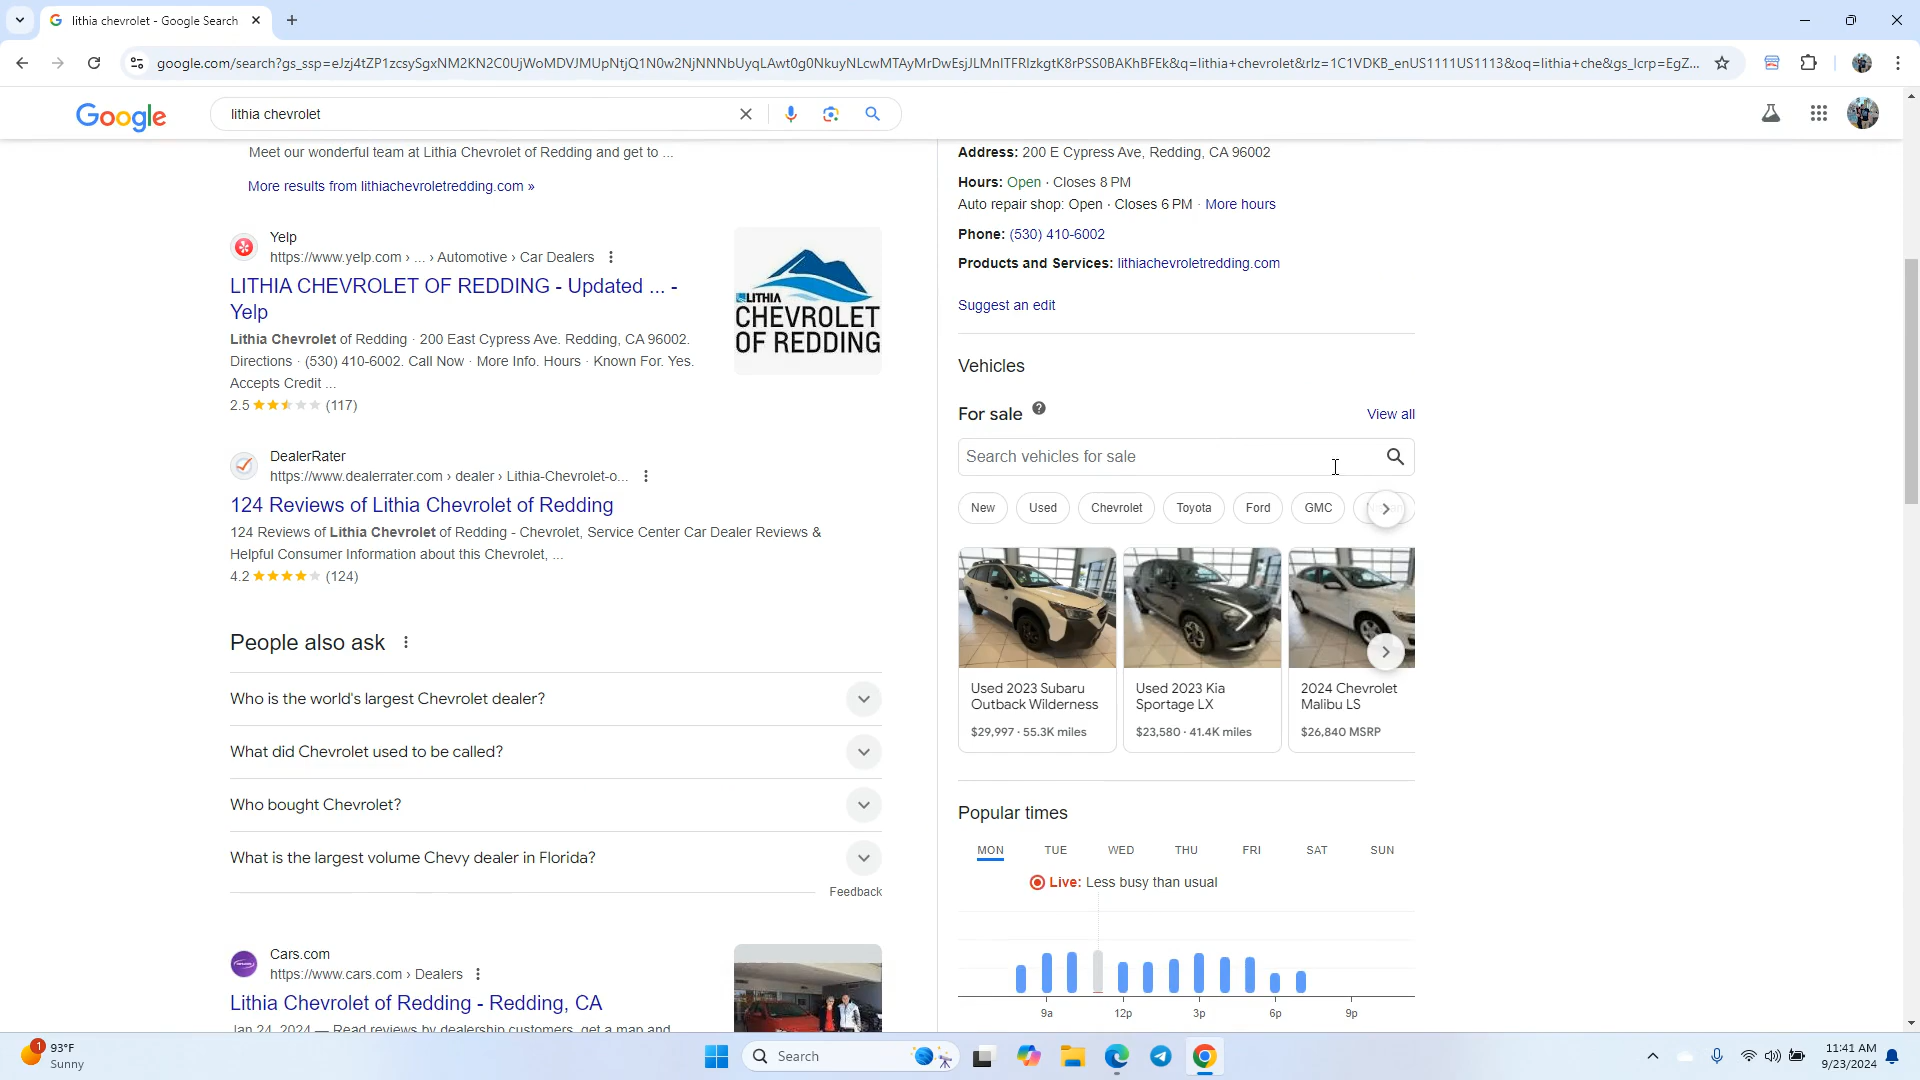 lithia chevrolet - Google Search
google.com/search?gs_ssp=eJzj4tZP1zcsySgxNM2KN2C0UjWoMDVJMUpNtjQ1N0w2NjNNNbUyqLAwt0g0NkuyNLcwMTAyMrDwEsjJLMnITFRIzkgtK8rPSS0BAKhBFEk&q=lithia+chevrolet&rlz=1C1VDKB_enUS1111US1113&oq=lithia+che&gs_lcrp=EgZ...
Google
lithia chevrolet
Meet our wonderful team at Lithia Chevrolet of Redding and get to ...
More results from lithiachevroletredding.com »
Yelp
https://www.yelp.com › ... › Automotive › Car Dealers
LITHIA CHEVROLET OF REDDING - Updated ... -
Yelp
Lithia Chevrolet of Redding · 200 East Cypress Ave. Redding, CA 96002.
Directions · (530) 410-6002. Call Now · More Info. Hours · Known For. Yes.
Accepts Credit ...
2.5 (117)
LITHIA
CHEVROLET
OF REDDING
DealerRater
https://www.dealerrater.com › dealer › Lithia-Chevrolet-o...
124 Reviews of Lithia Chevrolet of Redding
124 Reviews of Lithia Chevrolet of Redding - Chevrolet, Service Center Car Dealer Reviews &
Helpful Consumer Information about this Chevrolet, ...
4.2 (124)
People also ask
Who is the world's largest Chevrolet dealer?
What did Chevrolet used to be called?
Who bought Chevrolet?
What is the largest volume Chevy dealer in Florida?
Feedback
Cars.com
https://www.cars.com › Dealers
Lithia Chevrolet of Redding - Redding, CA
Jan 24, 2024 — Read reviews by dealership customers, get a map and
Address: 200 E Cypress Ave, Redding, CA 96002
Hours: Open · Closes 8 PM
Auto repair shop: Open · Closes 6 PM · More hours
Phone: (530) 410-6002
Products and Services: lithiachevroletredding.com
Suggest an edit
Vehicles
For sale
View all
Search vehicles for sale
New Used Chevrolet Toyota Ford GMC
Used 2023 Subaru
Outback Wilderness
$29,997 · 55.3K miles
Used 2023 Kia
Sportage LX
$23,580 · 41.4K miles
2024 Chevrolet
Malibu LS
$26,840 MSRP
Popular times
MON TUE WED THU FRI SAT SUN
Live: Less busy than usual
9a 12p 3p 6p 9p
1
93°F
Sunny
Search
11:41 AM
9/23/2024